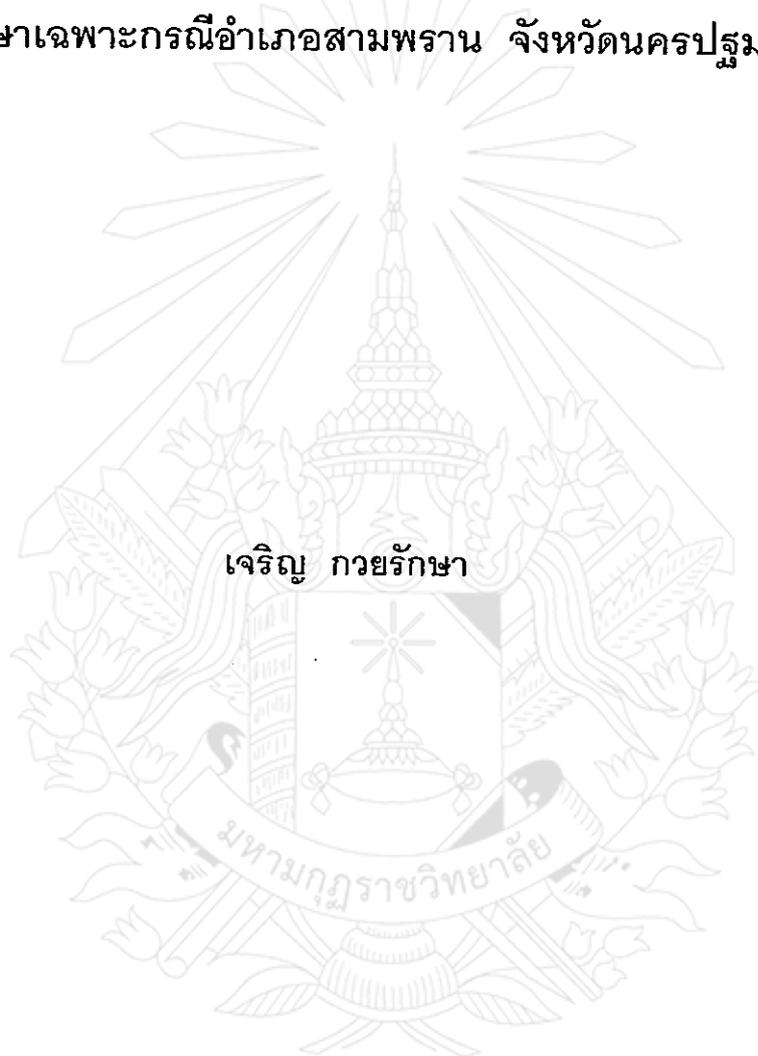 ษาเฉพาะกรณีอำเภอสามพราน จังหวัดนครปฐม
เจริญ กวยรักษา
มหามกุฏราชวิทยาลัย